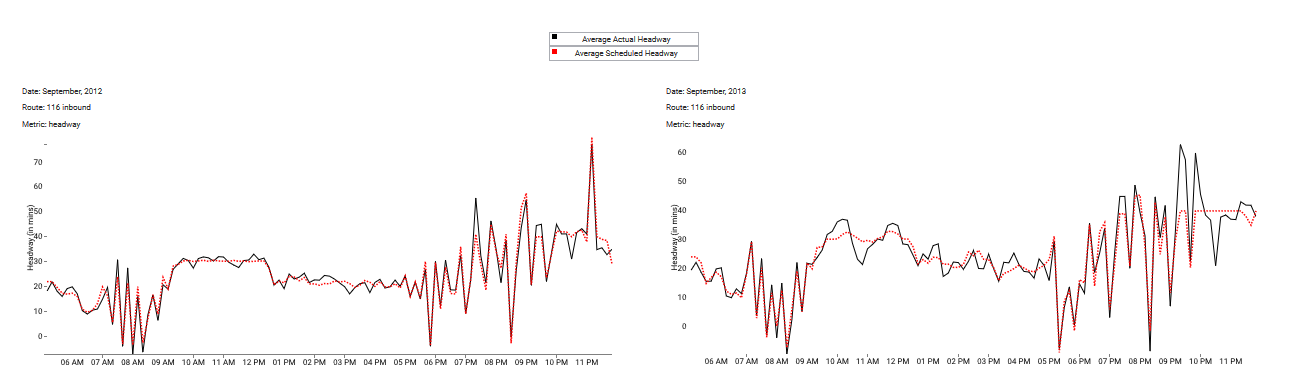 Average Actual Headway
Average Scheduled Headway
Date: September, 2012
Route: 116 inbound
Metric: headway
70
60
50
40
30
20
10
0
Headway (in mins)
06 AM 07 AM 08 AM 09 AM 10 AM 11 AM 12 PM 01 PM 02 PM 03 PM 04 PM 05 PM 06 PM 07 PM 08 PM 09 PM 10 PM 11 PM
Date: September, 2013
Route: 116 inbound
Metric: headway
60
50
40
30
20
10
0
Headway (in mins)
06 AM 07 AM 08 AM 09 AM 10 AM 11 AM 12 PM 01 PM 02 PM 03 PM 04 PM 05 PM 06 PM 07 PM 08 PM 09 PM 10 PM 11 PM